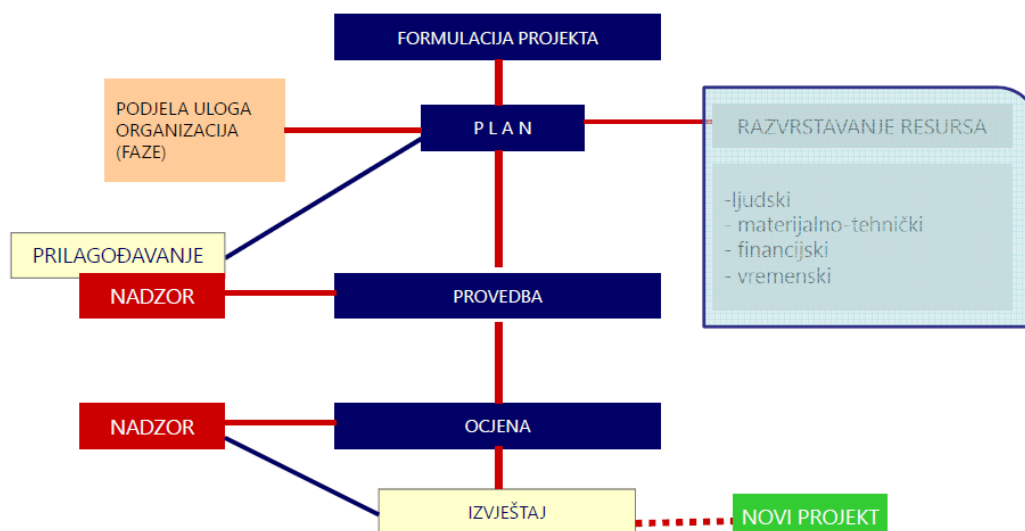 FORMULACIJA PROJEKTA
PODJELA ULOGA
ORGANIZACIJA
(FAZE)
P L A N
RAZVRSTAVANJE RESURSA
-ljudski
- materijalno-tehnički
- financijski
- vremenski
PRILAGOĐAVANJE
NADZOR
PROVEDBA
NADZOR
OCJENA
IZVJEŠTAJ
NOVI PROJEKT